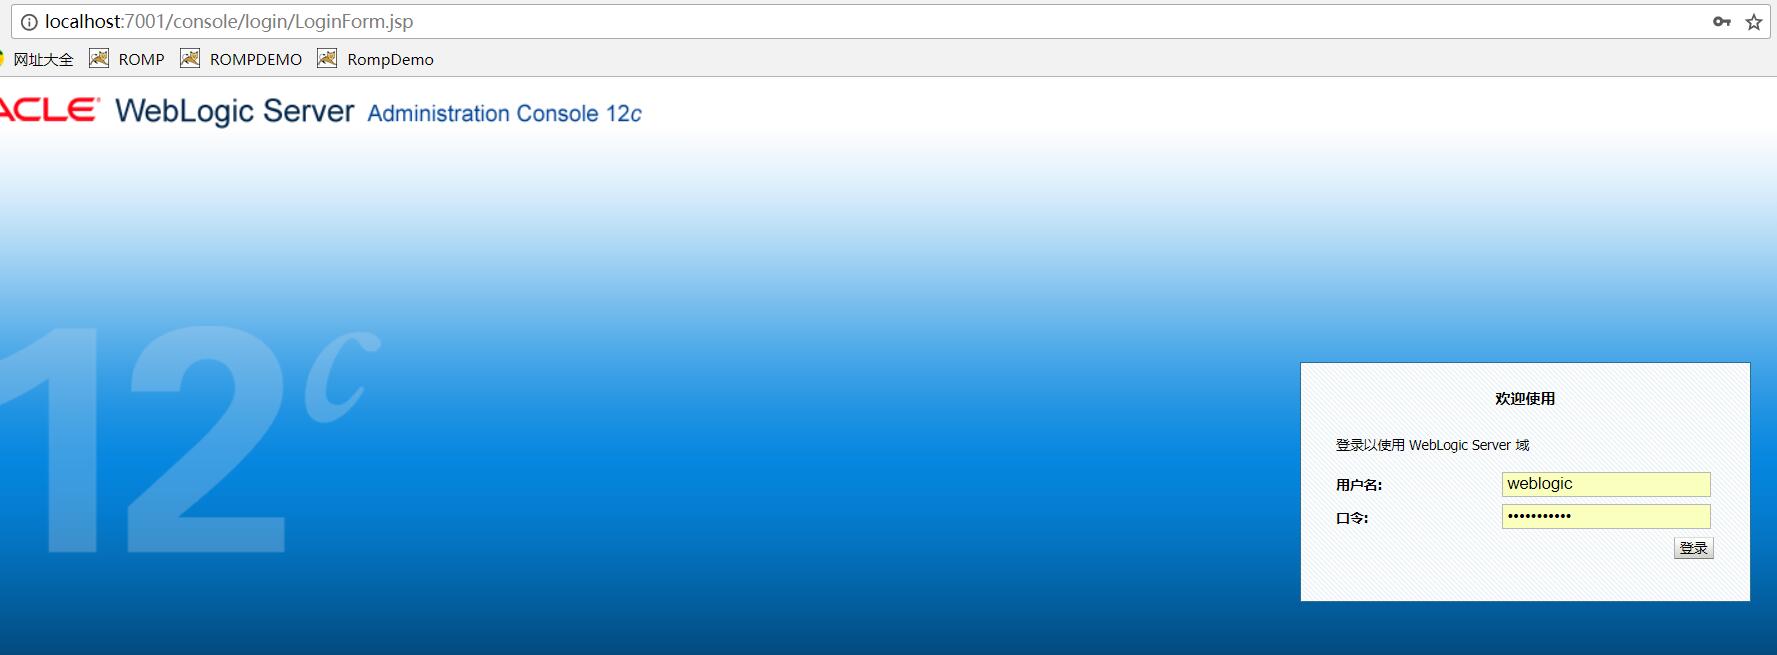 localhost:7001/console/login/LoginForm.jsp
网址大全 ROMP ROMPDEMO RompDemo
ACLE® WebLogic Server Administration Console 12c
12c
欢迎使用
登录以使用 WebLogic Server 域
用户名: weblogic
口令: •••••••••••
登录